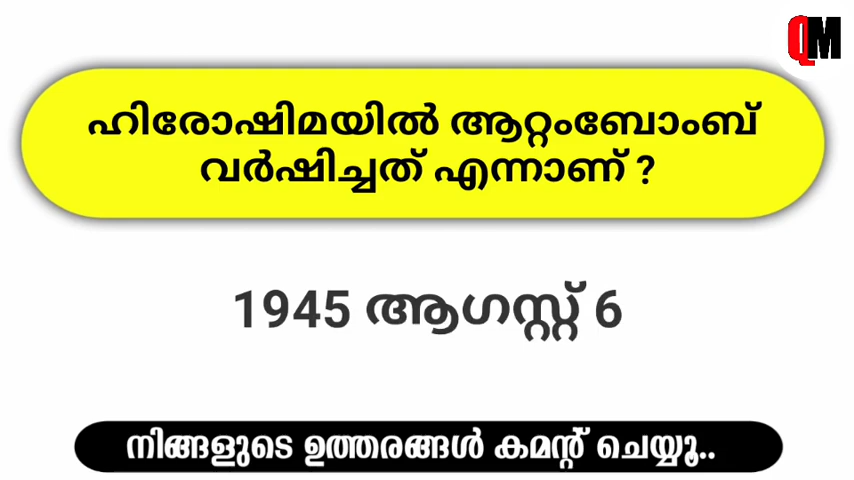 QM
ഹിരോഷിമയിൽ ആറ്റംബോംബ്
വർഷിച്ചത് എന്നാണ് ?
1945 ആഗസ്റ്റ് 6
നിങ്ങളുടെ ഉത്തരങ്ങൾ കമന്റ് ചെയ്യൂ..